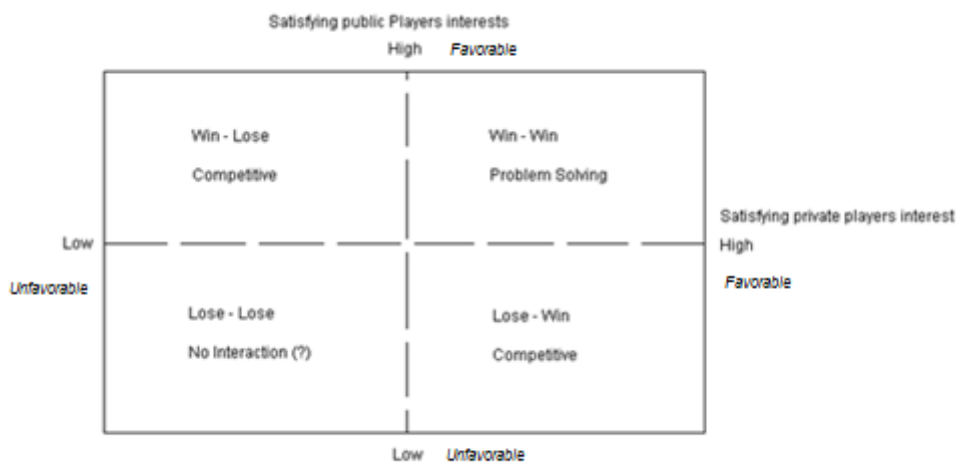 Satisfying public Players interests
High Favorable
Win - Lose
Competitive
Win - Win
Problem Solving
Satisfying private players interest
Low
High
Unfavorable
Favorable
Lose - Lose
No Interaction (?)
Lose - Win
Competitive
Low Unfavorable